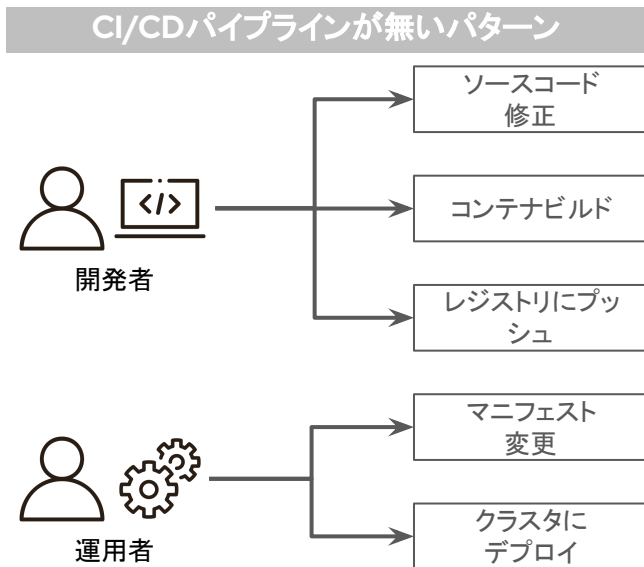 CI/CDパイプラインが無いパターン
ソースコード
修正
</>
コンテナビルド
開発者
レジストリにプッ
シュ
マニフェスト
変更
運用者
クラスタに
デプロイ